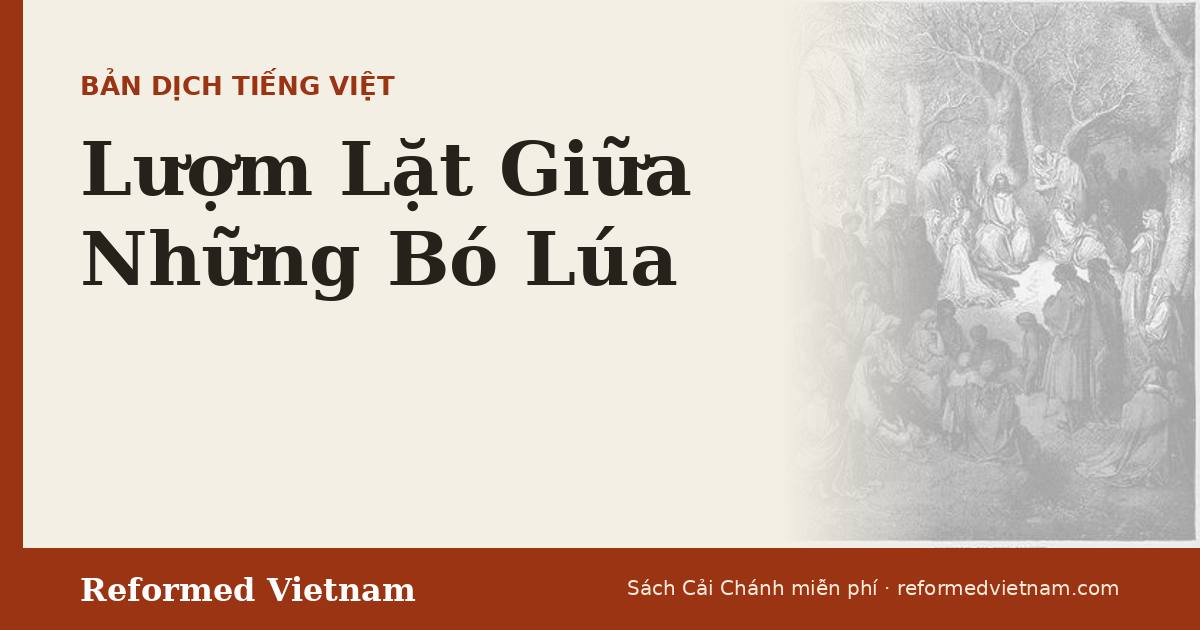 BẢN DỊCH TIẾNG VIỆT
Lượm Lặt Giữa
Những Bó Lúa
Reformed Vietnam
Sách Cải Chánh miễn phí · reformedvietnam.com